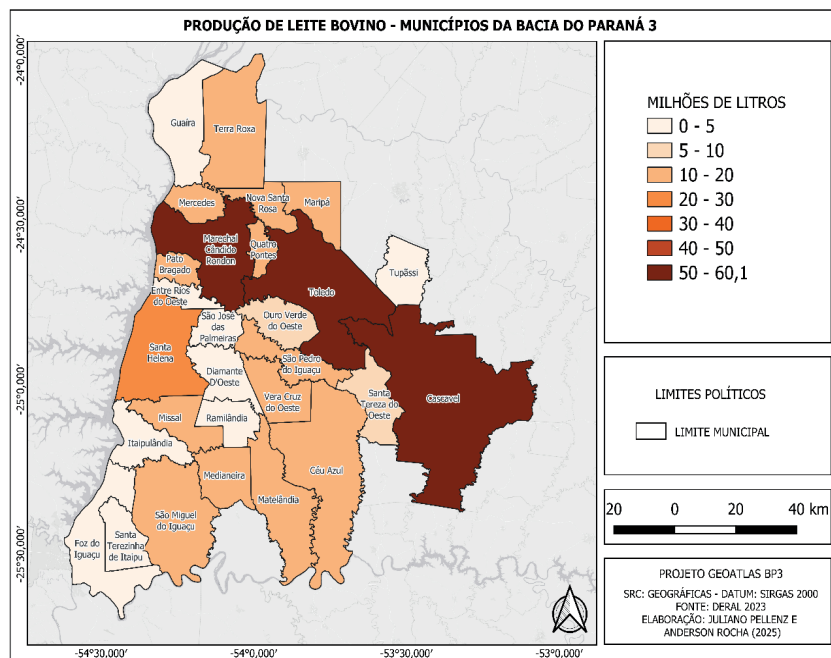 PRODUÇÃO DE LEITE BOVINO - MUNICÍPIOS DA BACIA DO PARANÁ 3
-24°0,000'
-24°30,000'
-25°0,000'
-25°30,000'
Guaíra
Terra Roxa
Mercedes
Nova Santa
Rosa
Maripá
Marechal
Cândido
Rondon
Quatro
Pontes
Pato
Bragado
Toledo
Tupãssi
Entre Rios
do Oeste
São José
das
Palmeiras
Ouro Verde
do Oeste
Santa
Helena
São Pedro
do Iguaçu
Diamante
D'Oeste
Santa
Tereza do
Oeste
Cascavel
Vera Cruz
do Oeste
Missal
Ramilândia
Itaipulândia
Medianeira
Céu Azul
Matelândia
São Miguel
do Iguaçu
Foz do
Iguaçu
Santa
Terezinha
de Itaipu
-54°30,000'
-54°0,000'
-53°30,000'
-53°0,000'
MILHÕES DE LITROS
0 - 5
5 - 10
10 - 20
20 - 30
30 - 40
40 - 50
50 - 60,1
LIMITES POLÍTICOS
LIMITE MUNICIPAL
20 0 20 40 km
PROJETO GEOATLAS BP3
SRC: GEOGRÁFICAS - DATUM: SIRGAS 2000
FONTE: DERAL 2023
ELABORAÇÃO: JULIANO PELLENZ E
ANDERSON ROCHA (2025)